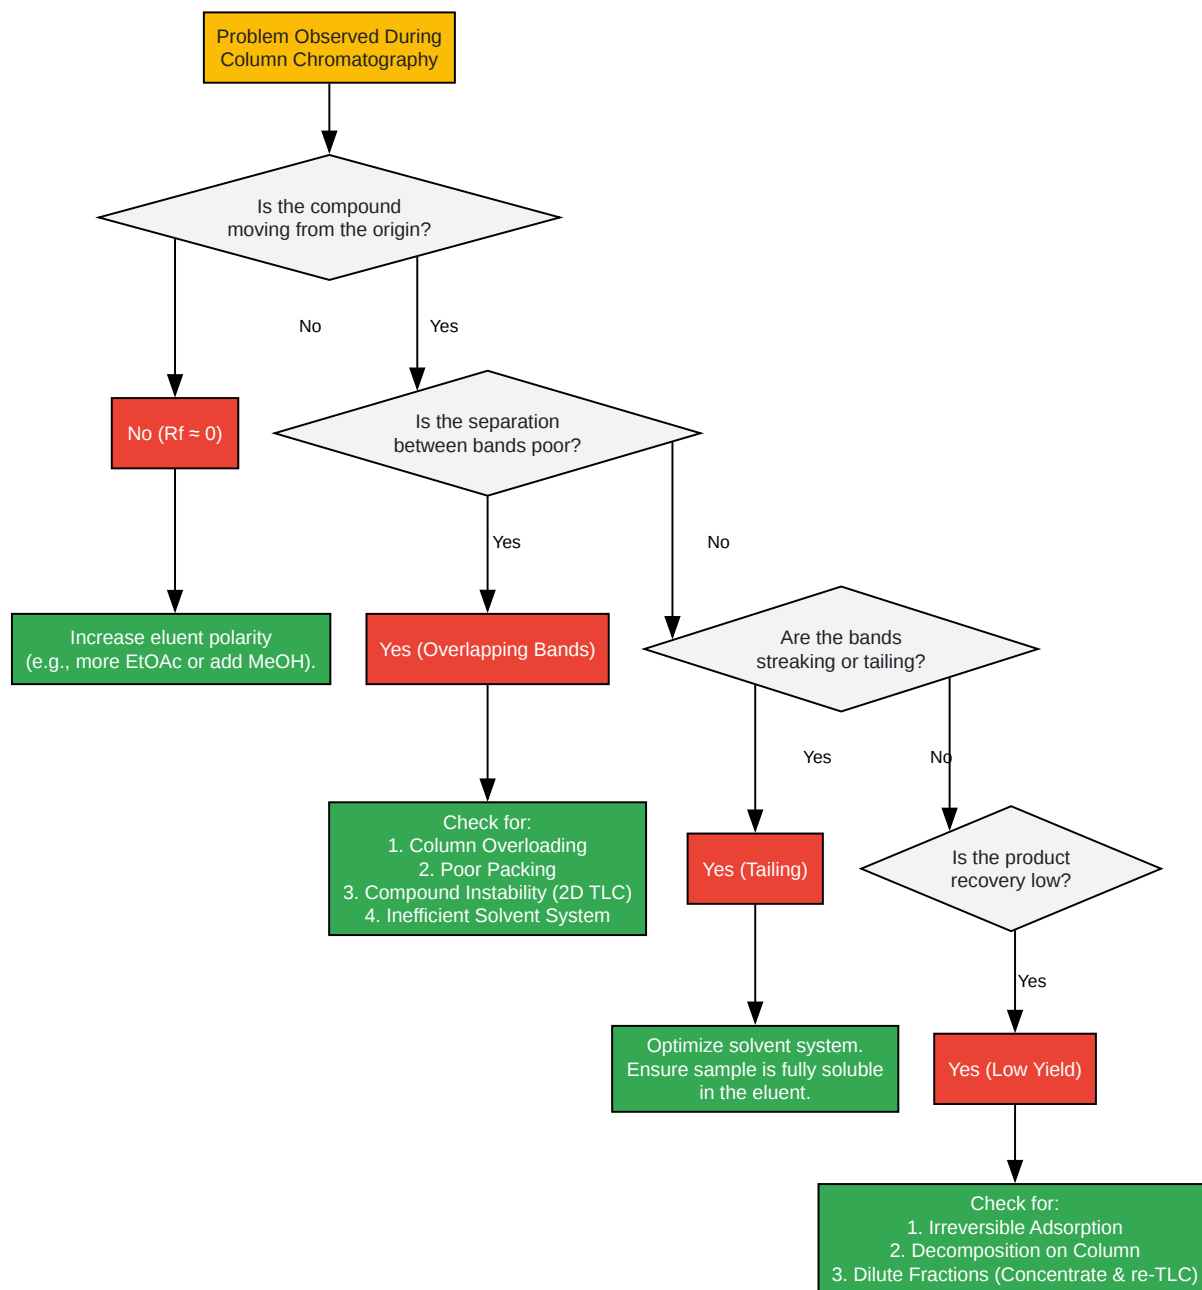 Problem Observed During
Column Chromatography
Is the compound
moving from the origin?
No
Yes
No (Rf ≈ 0)
Is the separation
between bands poor?
Yes
No
Increase eluent polarity
(e.g., more EtOAc or add MeOH).
Yes (Overlapping Bands)
Are the bands
streaking or tailing?
Yes
No
Check for:
1. Column Overloading
2. Poor Packing
3. Compound Instability (2D TLC)
4. Inefficient Solvent System
Yes (Tailing)
Is the product
recovery low?
Yes
Optimize solvent system.
Ensure sample is fully soluble
in the eluent.
Yes (Low Yield)
Check for:
1. Irreversible Adsorption
2. Decomposition on Column
3. Dilute Fractions (Concentrate & re-TLC)